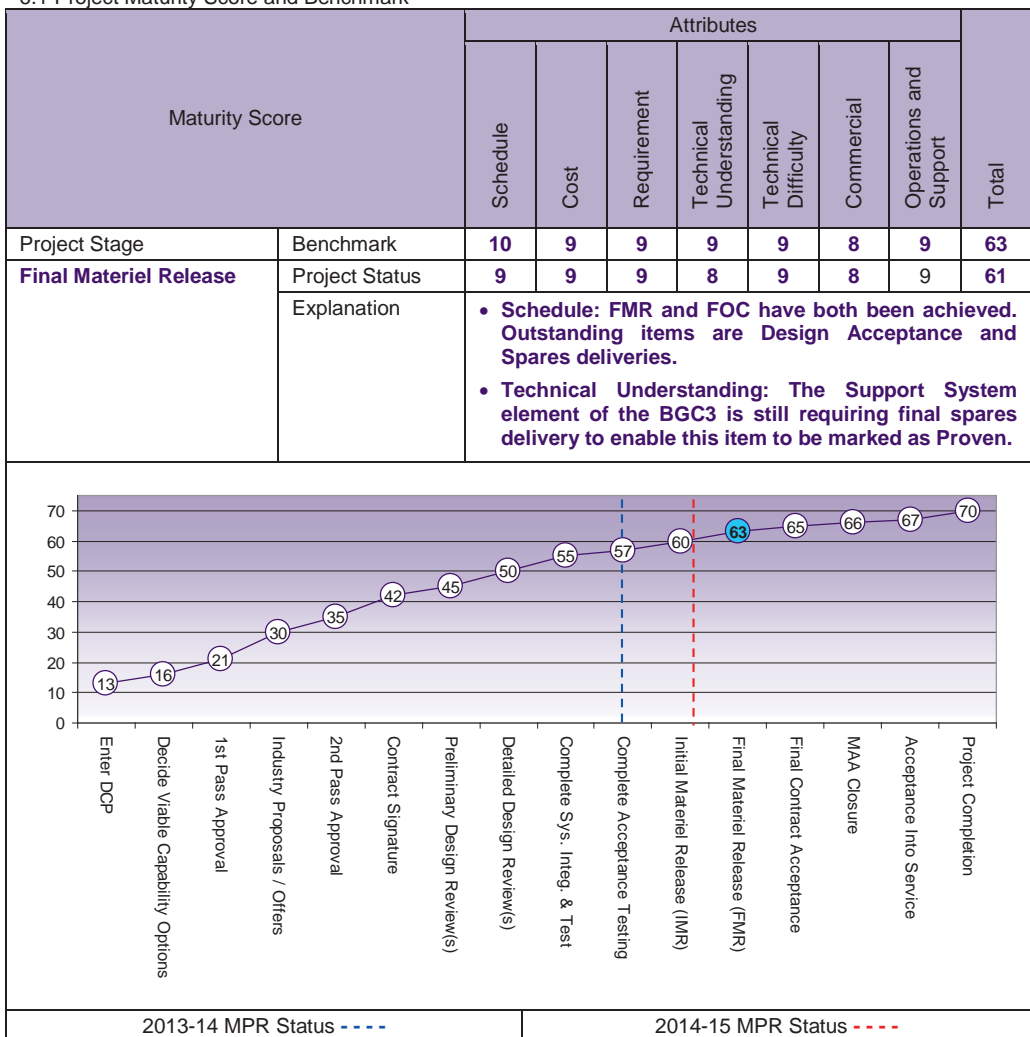 5.1 Project Maturity Score and Benchmark
Maturity Score
Attributes
Schedule
Cost
Requirement
Technical
Understanding
Technical
Difficulty
Commercial
Operations and
Support
Total
Project Stage Benchmark 10 9 9 9 9 8 9 63
Final Materiel Release Project Status 9 9 9 8 9 8 9 61
Explanation
• Schedule: FMR and FOC have both been achieved.
Outstanding items are Design Acceptance and
Spares deliveries.
• Technical Understanding: The Support System
element of the BGC3 is still requiring final spares
delivery to enable this item to be marked as Proven.
70
60
50
40
30
20
10
0
13
16
21
30
35
42
45
50
55
57
60
63
65
66
67
70
Enter DCP
Decide Viable Capability Options
1st Pass Approval
Industry Proposals / Offers
2nd Pass Approval
Contract Signature
Preliminary Design Review(s)
Detailed Design Review(s)
Complete Sys. Integ. & Test
Complete Acceptance Testing
Initial Materiel Release (IMR)
Final Materiel Release (FMR)
Final Contract Acceptance
MAA Closure
Acceptance Into Service
Project Completion
2013-14 MPR Status - - - -
2014-15 MPR Status - - - -